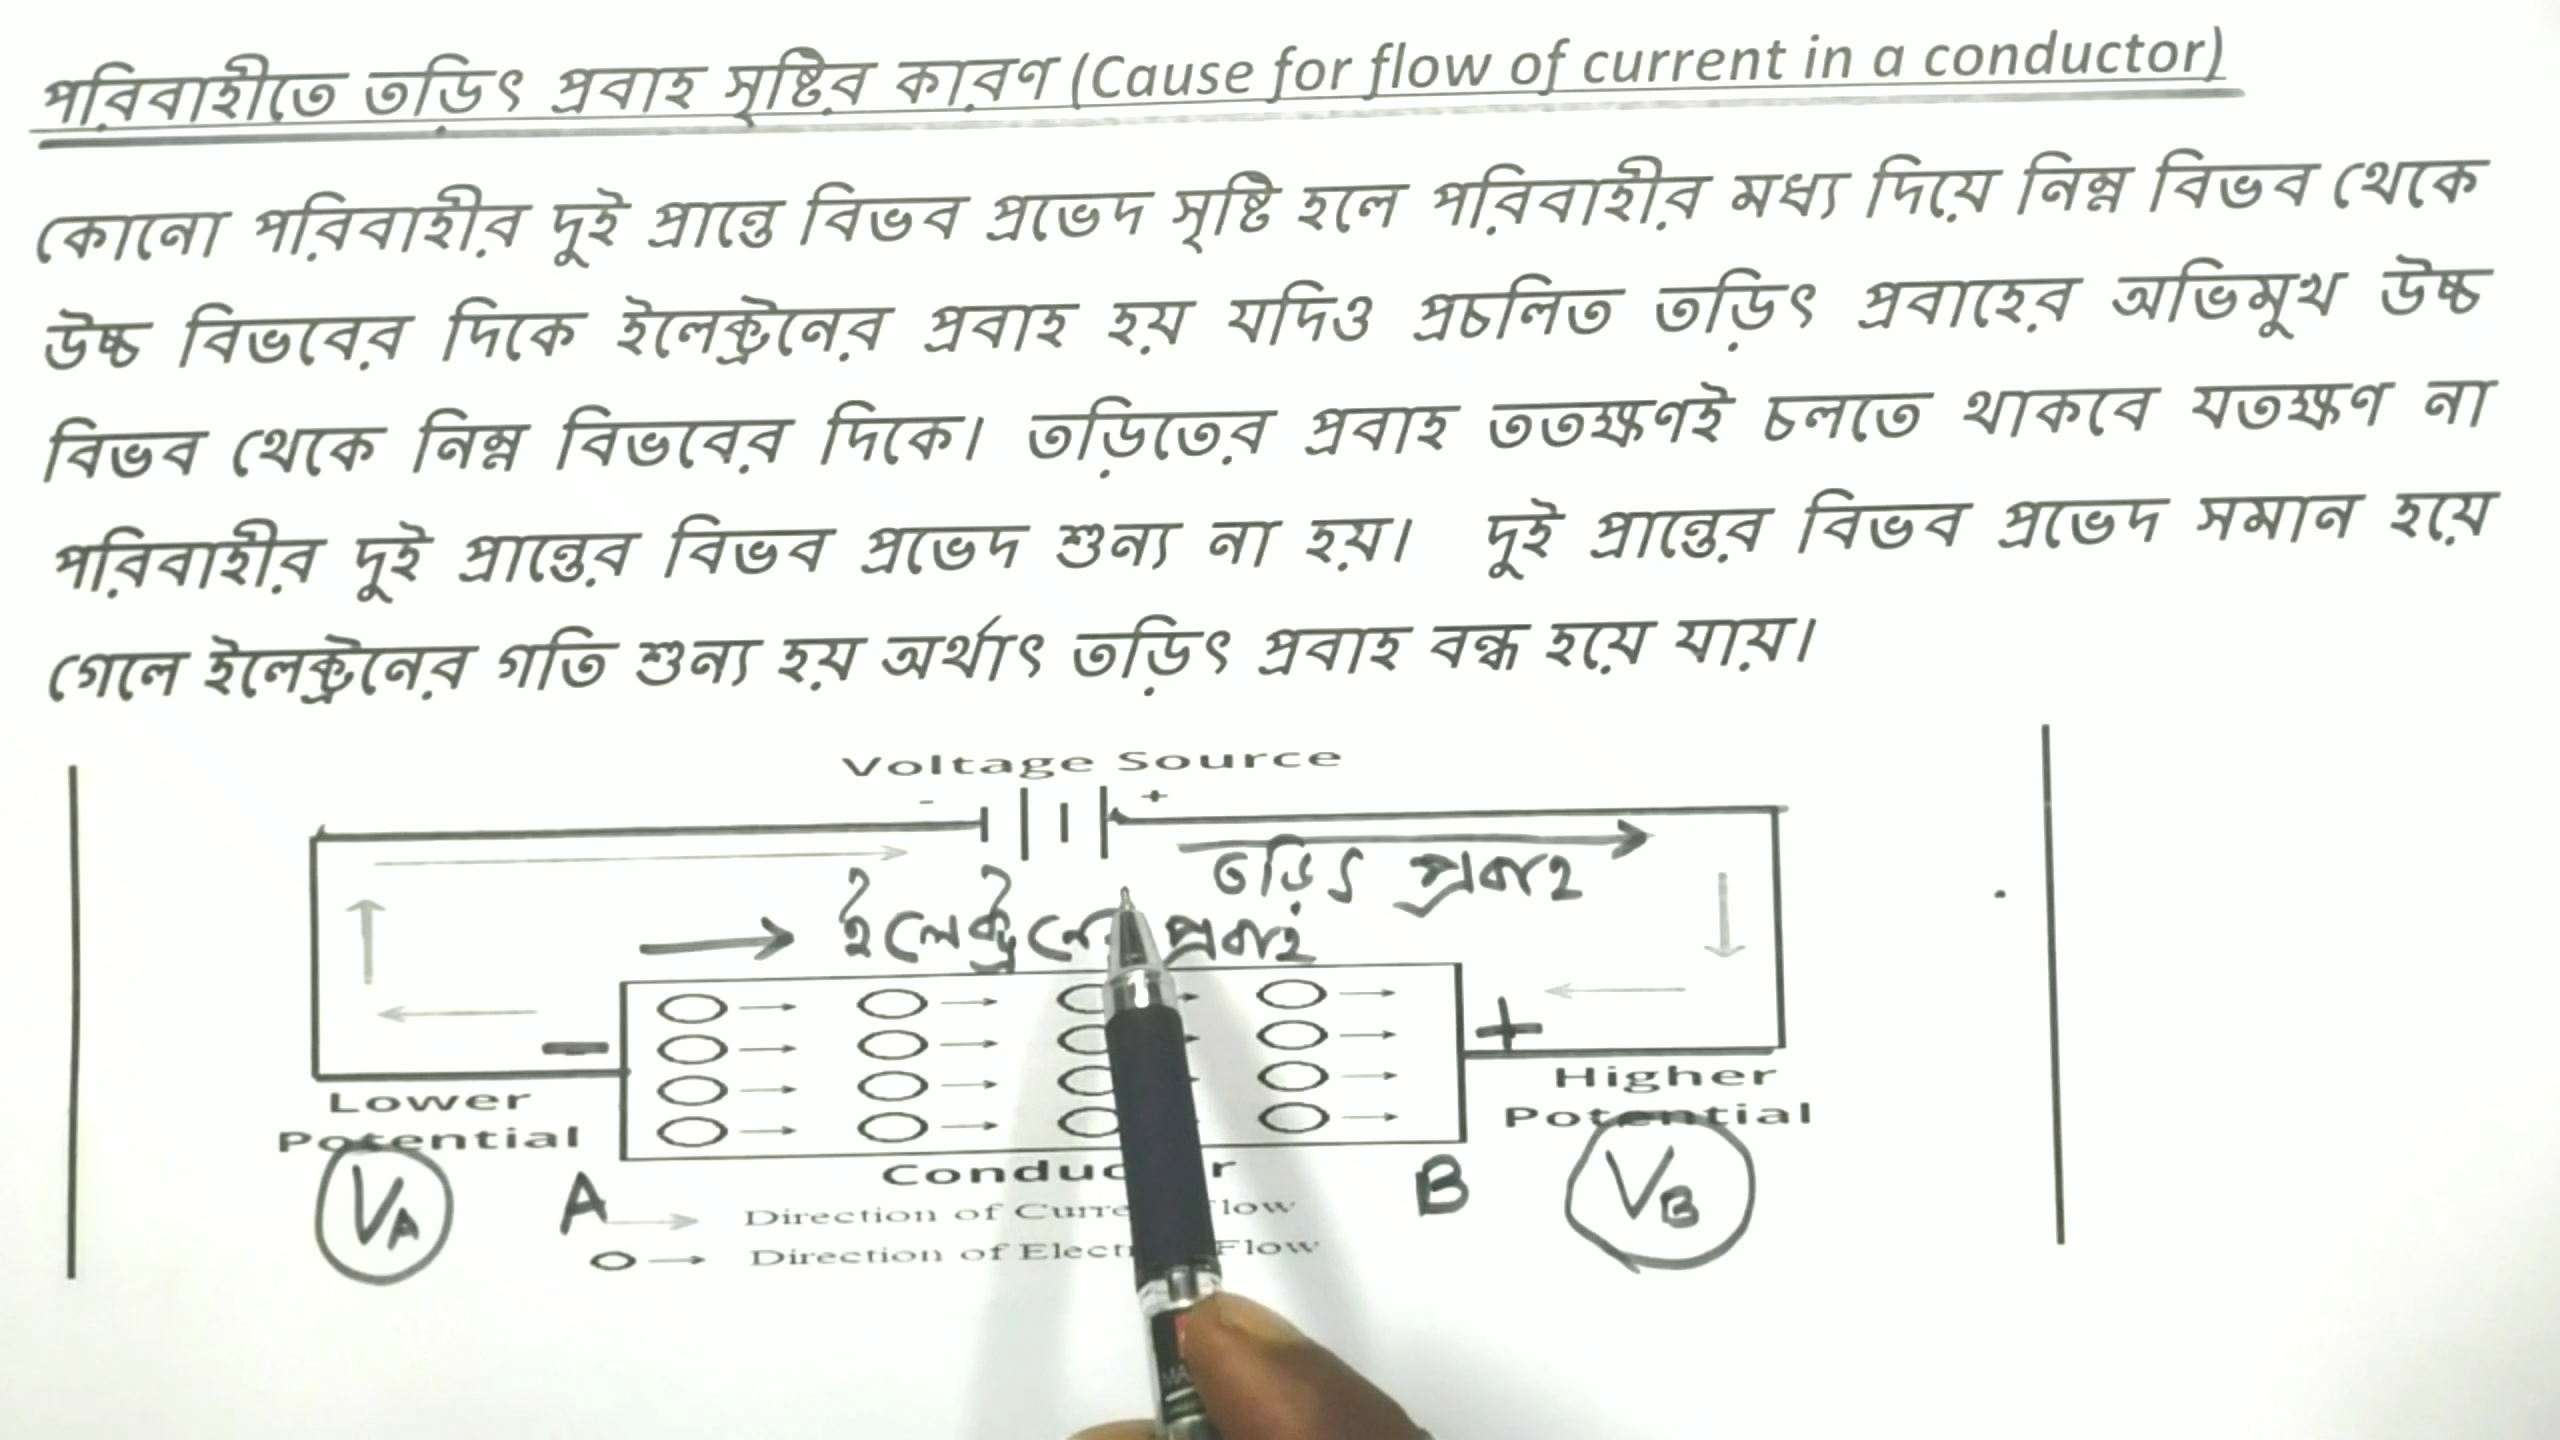 পরিবাহীতে তড়িৎ প্রবাহ সৃষ্টির কারণ (Cause for flow of current in a conductor)
কোনো পরিবাহীর দুই প্রান্তে বিভব প্রভেদ সৃষ্টি হলে পরিবাহীর মধ্য দিয়ে নিম্ন বিভব থেকে
উচ্চ বিভবের দিকে ইলেক্ট্রনের প্রবাহ হয় যদিও প্রচলিত তড়িৎ প্রবাহের অভিমুখ উচ্চ
বিভব থেকে নিম্ন বিভবের দিকে। তড়িতের প্রবাহ ততক্ষণই চলতে থাকবে যতক্ষণ না
পরিবাহীর দুই প্রান্তের বিভব প্রভেদ শুন্য না হয়। দুই প্রান্তের বিভব প্রভেদ সমান হয়ে
গেলে ইলেক্ট্রনের গতি শুন্য হয় অর্থাৎ তড়িৎ প্রবাহ বন্ধ হয়ে যায়।
Voltage Source
- +
তড়িৎ প্রবাহ
প্রবাহ
- +
Lower
Potential
Higher
Potential
VA
A
B
VB
Direction of
Direction of